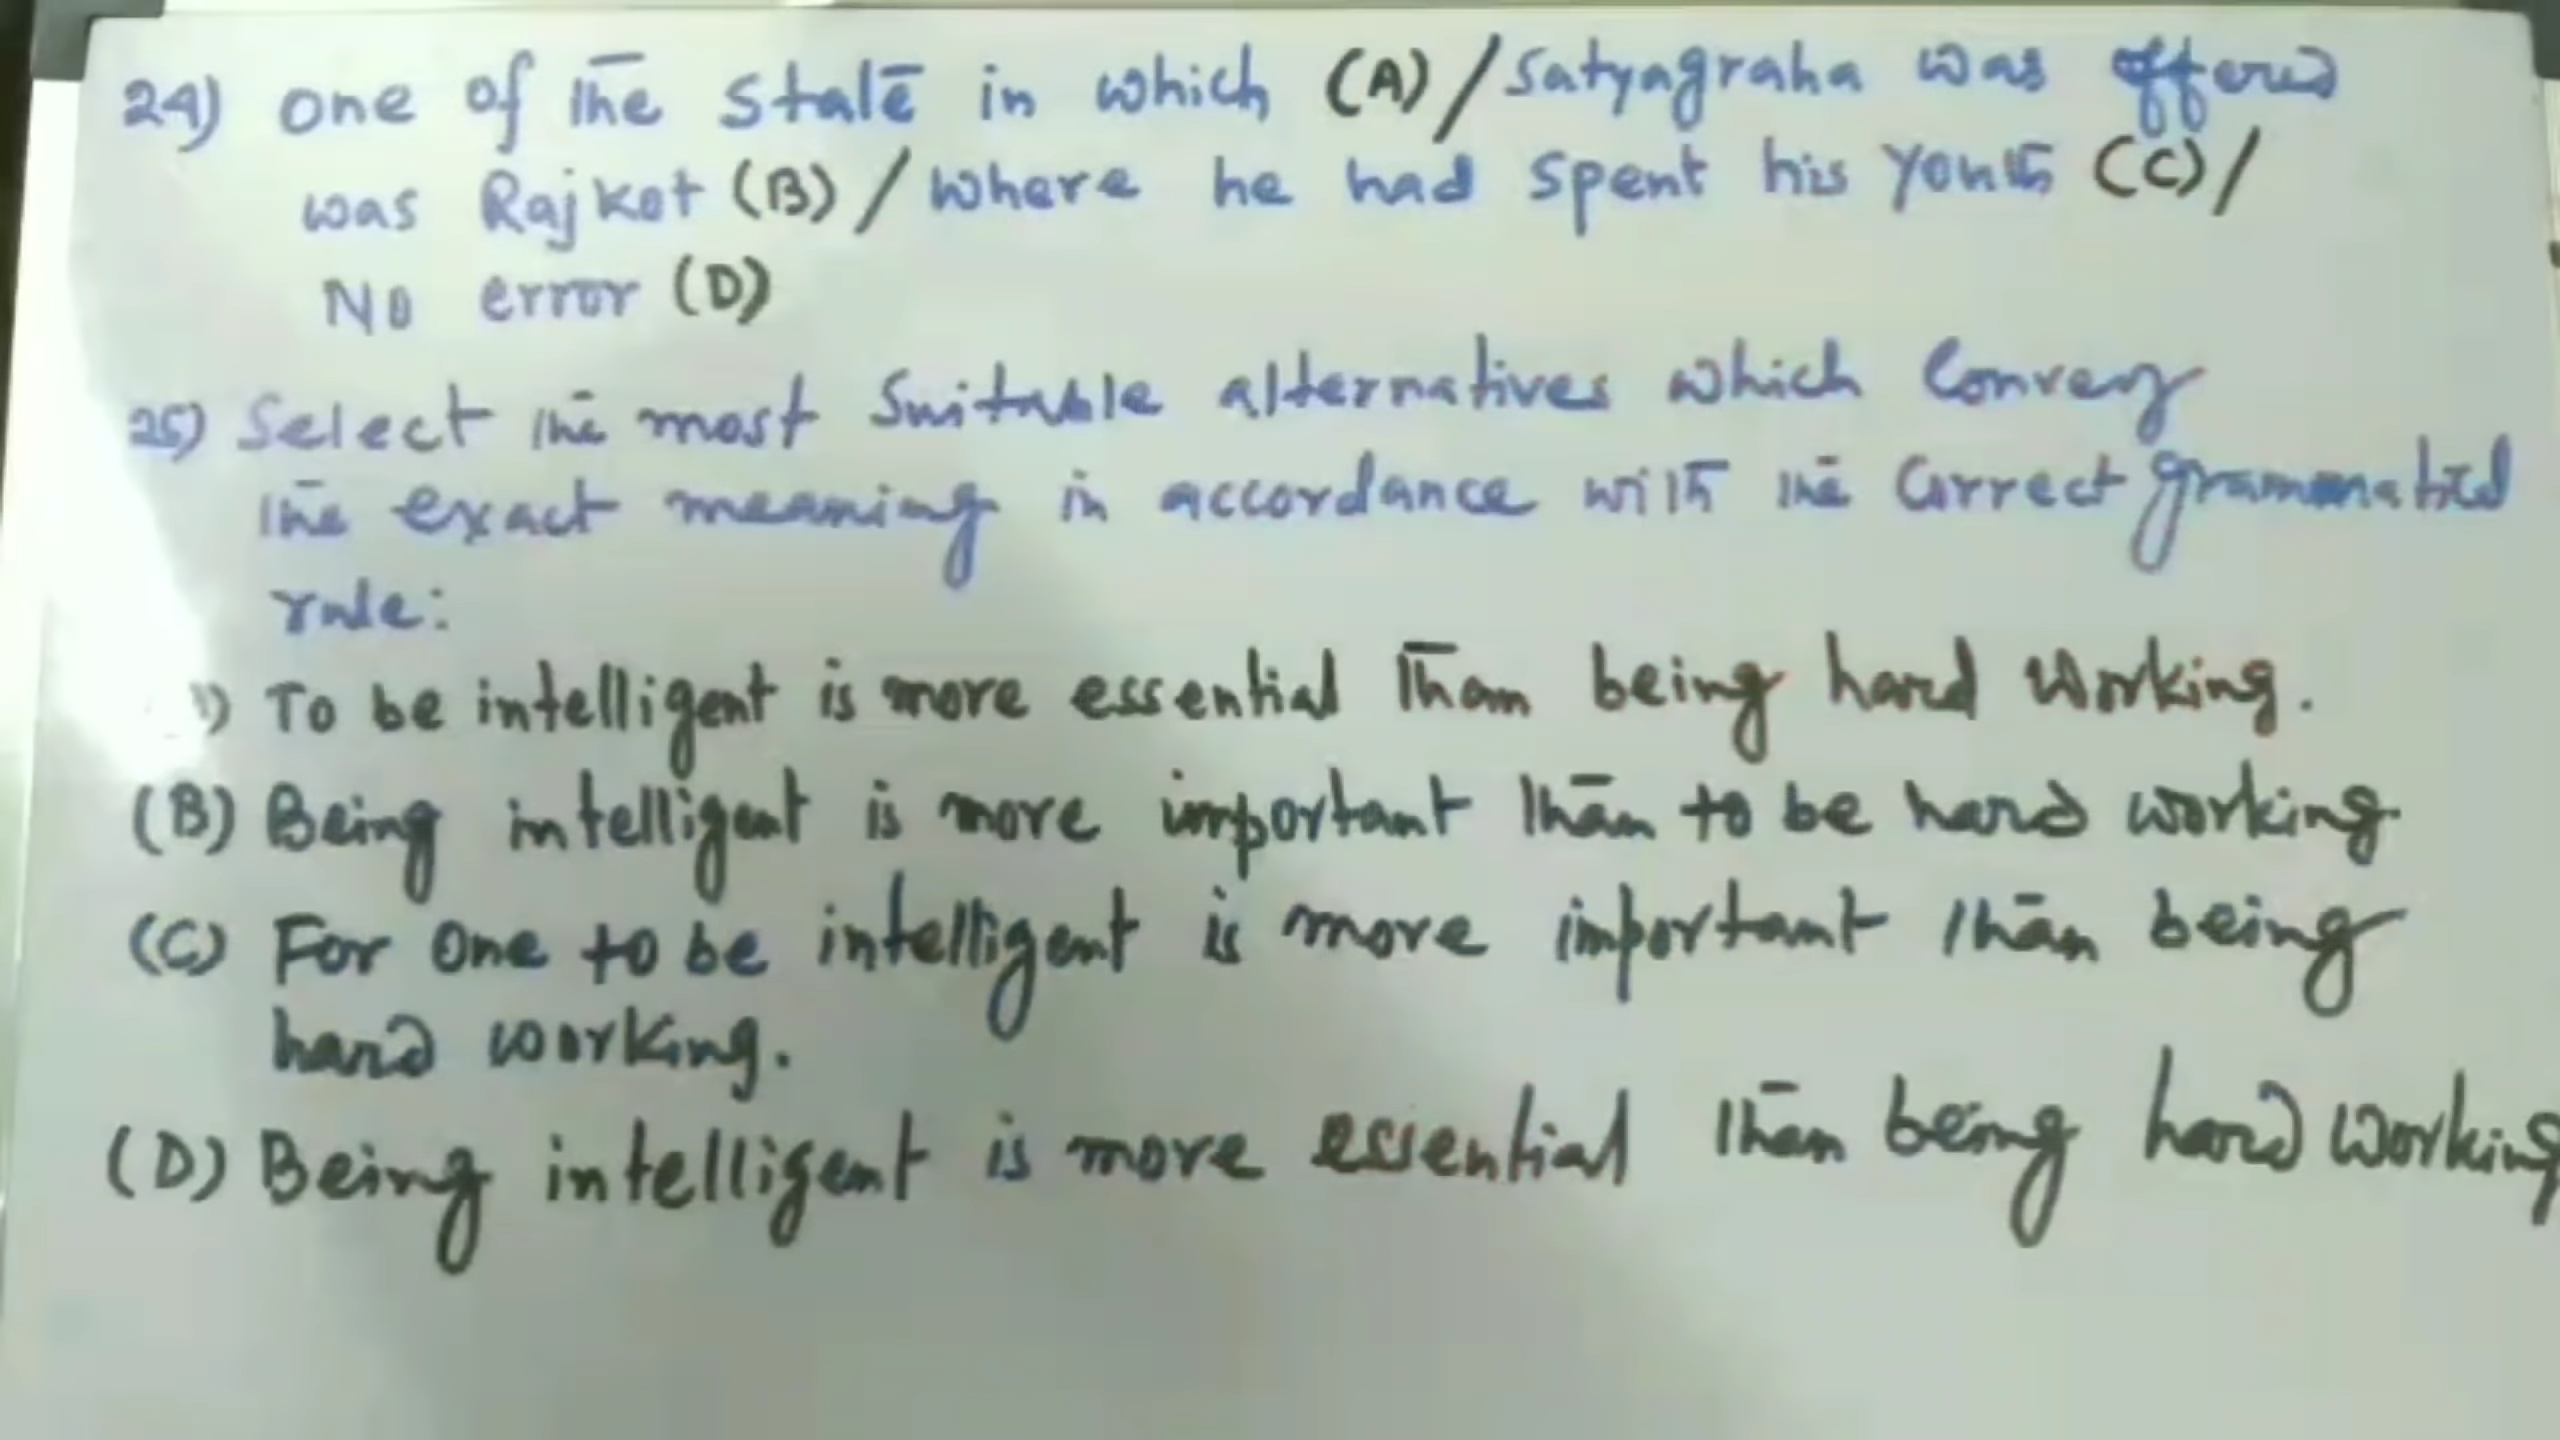 24) one of the state in which (A) / Satyagraha was offered
was Rajkot (B) / where he had spent his youth (C) /
No error (D)
25) Select the most suitable alternatives which convey
the exact meaning in accordance with the correct grammatical
rule:
) To be intelligent is more essential than being hard working.
(B) Being intelligent is more important than to be hard working.
(C) For one to be intelligent is more important than being
hard working.
(D) Being intelligent is more essential than being hard working